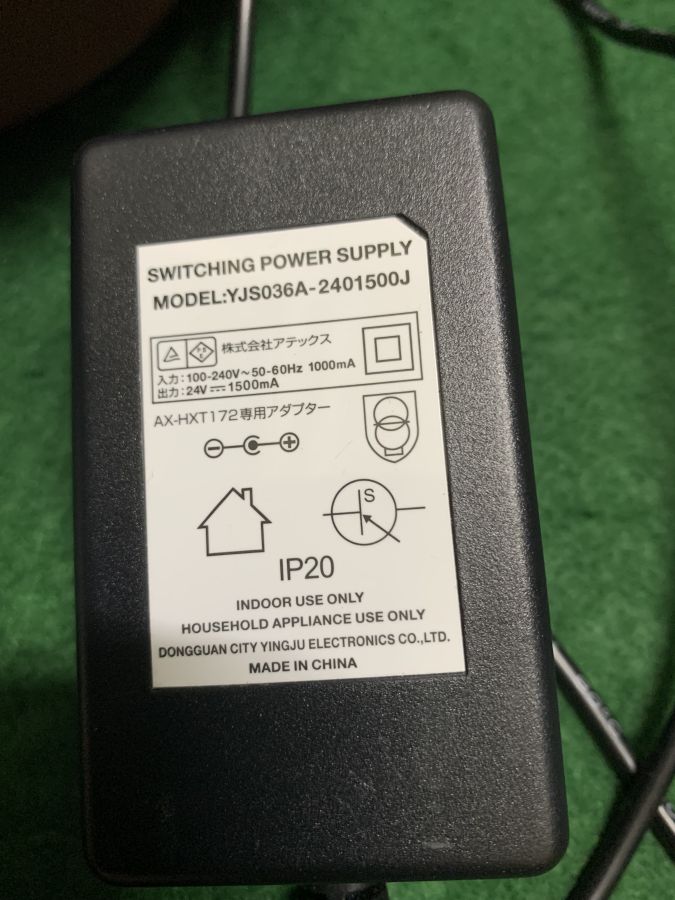 SWITCHING POWER SUPPLY
MODEL:YJS036A-2401500J
株式会社アテックス
入力:100-240V～50-60Hz 1000mA
出力:24V⎓1500mA
AX-HXT172専用アダプター
S
IP20
INDOOR USE ONLY
HOUSEHOLD APPLIANCE USE ONLY
DONGGUAN CITY YINGJU ELECTRONICS CO.,LTD.
MADE IN CHINA